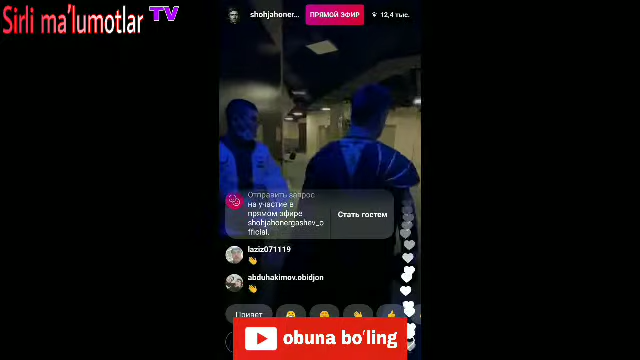 Sirli ma'lumotlar TV
shohjahoner... ПРЯМОЙ ЭФИР 12,4 тыс.
Отправить запрос
на участие в
прямом эфире
shohjahonergashev_o
fficial.
Стать гостем
laziz071119
abduhakimov.obidjon
Привет
obuna bo'ling